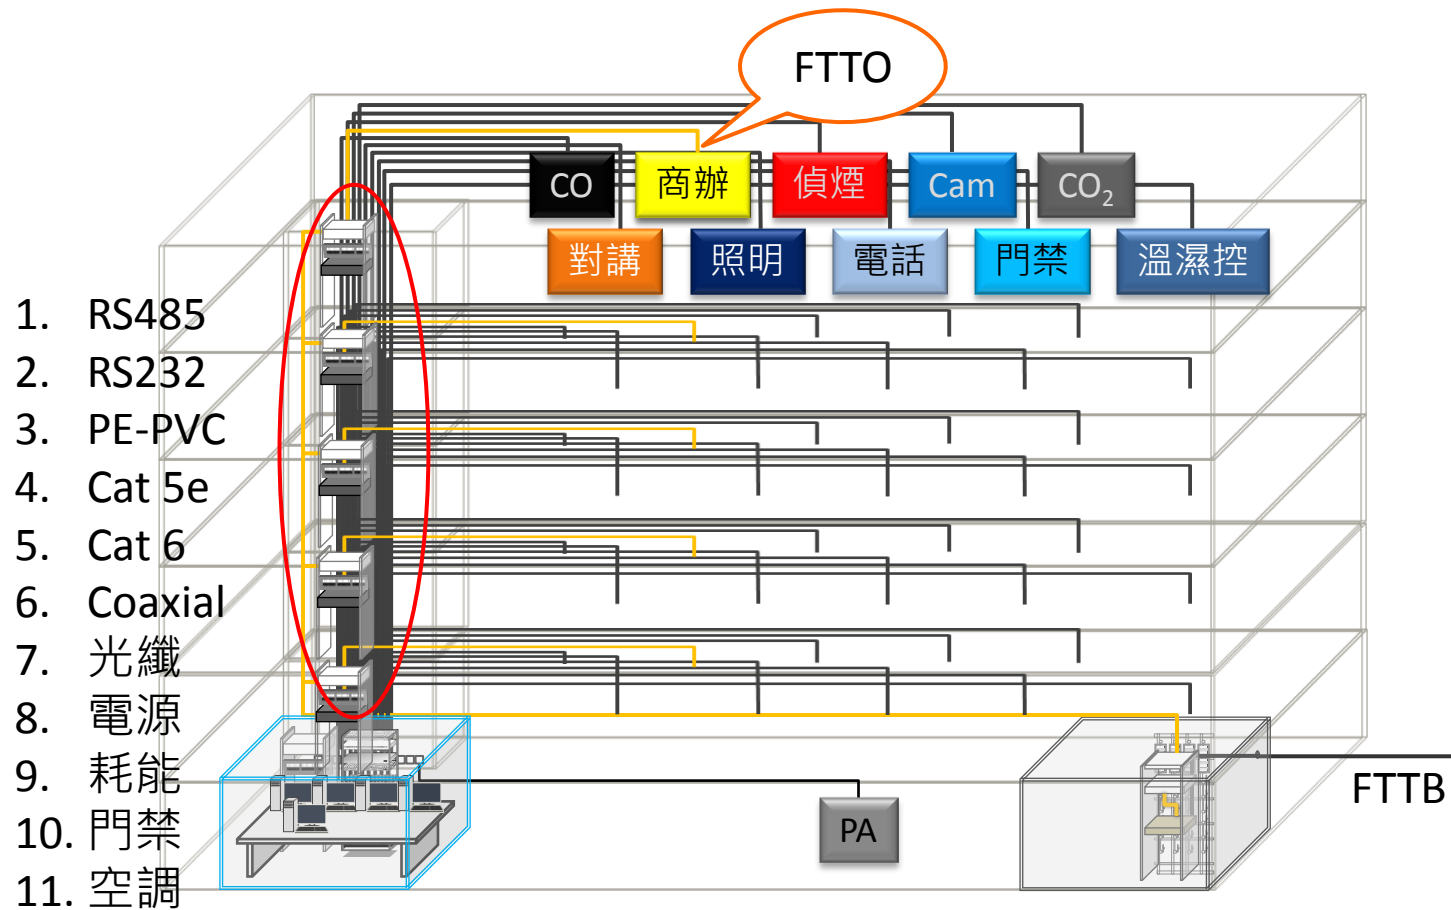 FTTO
CO
商辦
偵煙
Cam
CO₂
對講
照明
電話
門禁
溫濕控
1. RS485
2. RS232
3. PE-PVC
4. Cat 5e
5. Cat 6
6. Coaxial
7. 光纖
8. 電源
9. 耗能
10. 門禁
11. 空調
PA
FTTB